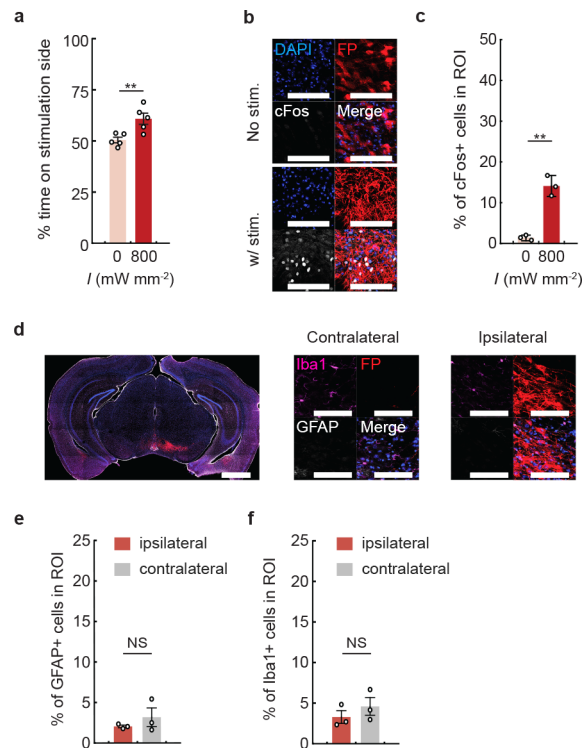 a
% time on stimulation side
100
75
50
25
0
**
0 800
I (mW mm-2)
b
No stim.
w/ stim.
DAPI FP
cFos Merge
c
% of cFos+ cells in ROI
50
40
30
20
10
0
**
0 800
I (mW mm-2)
d
Contralateral
Ipsilateral
Iba1 FP
GFAP Merge
e
% of GFAP+ cells in ROI
25
20
15
10
5
0
ipsilateral
contralateral
NS
f
% of Iba1+ cells in ROI
25
20
15
10
5
0
ipsilateral
contralateral
NS